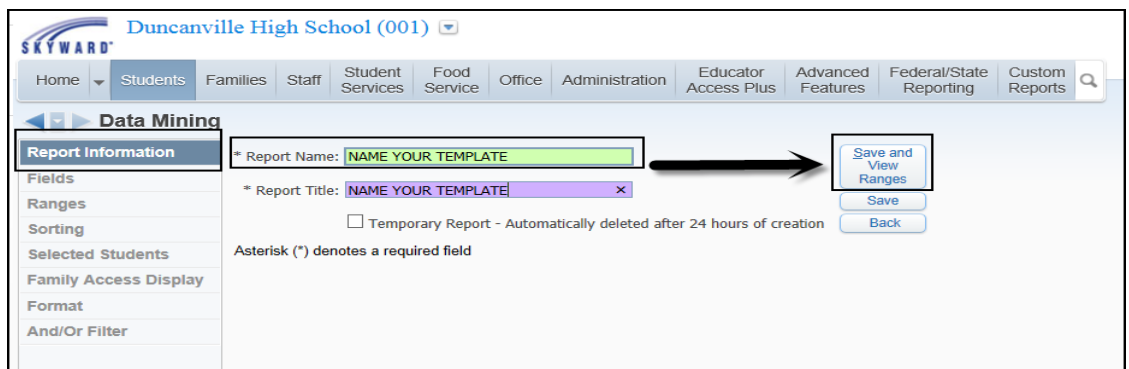 Duncanville High School (001)
SKYWARD
Home Students Families Staff Student Services Food Service Office Administration Educator Access Plus Advanced Features Federal/State Reporting Custom Reports
Data Mining
Report Information
* Report Name: NAME YOUR TEMPLATE
Save and
View
Ranges
Fields
* Report Title: NAME YOUR TEMPLATE ×
Save
Ranges
Temporary Report - Automatically deleted after 24 hours of creation
Back
Sorting
Selected Students
Asterisk (*) denotes a required field
Family Access Display
Format
And/Or Filter